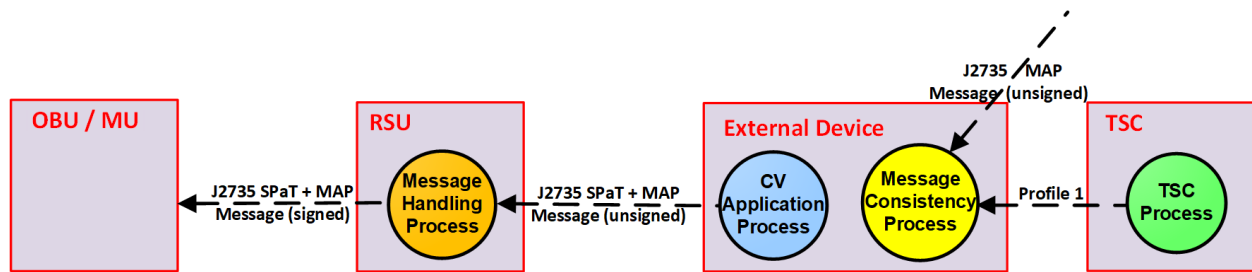 OBU / MU
J2735 SPaT + MAP
Message (signed)
RSU
Message
Handling
Process
J2735 SPaT + MAP
Message (unsigned)
External Device
CV
Application
Process
Message
Consistency
Process
J2735 MAP
Message (unsigned)
Profile 1
TSC
TSC
Process